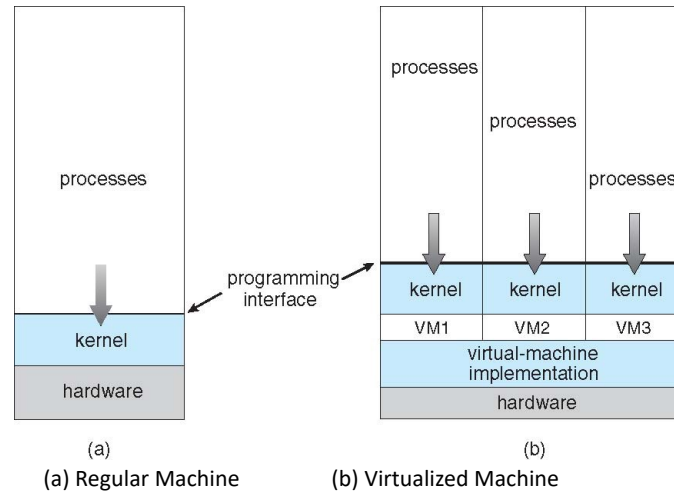 processes
programming
interface
kernel
hardware
(a)
processes
processes
processes
kernel
kernel
kernel
VM1
VM2
VM3
virtual-machine
implementation
hardware
(b)
(a) Regular Machine
(b) Virtualized Machine